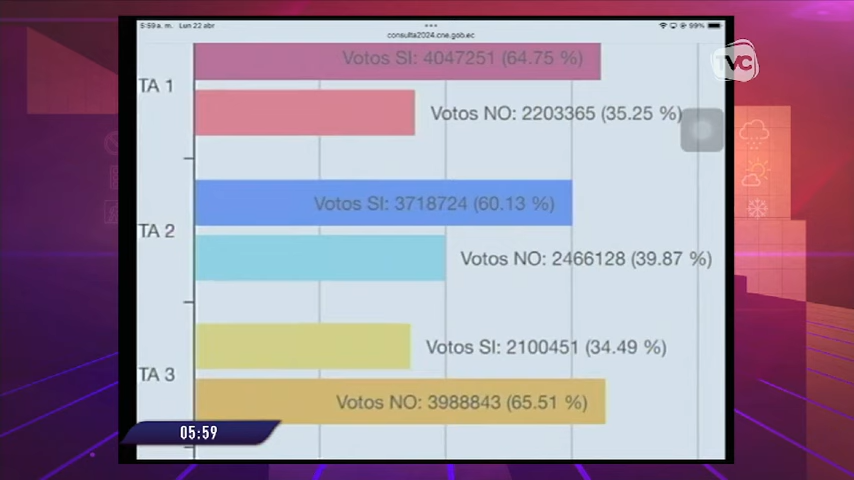 5:59 a. m. Lun 22 abr
99%
consulta2024.cne.gob.ec
TVC
Votos SI: 4047251 (64.75 %)
TA 1
Votos NO: 2203365 (35.25 %)
Votos SI: 3718724 (60.13 %)
TA 2
Votos NO: 2466128 (39.87 %)
Votos SI: 2100451 (34.49 %)
TA 3
Votos NO: 3988843 (65.51 %)
05:59